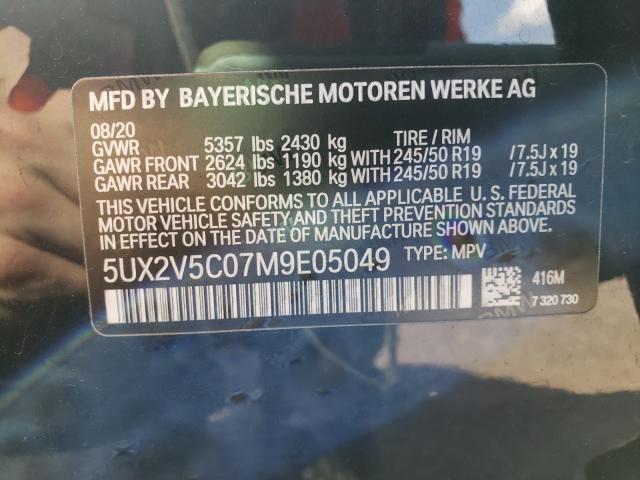 MFD BY BAYERISCHE MOTOREN WERKE AG
08/20
GVWR 5357 lbs 2430 kg TIRE / RIM
GAWR FRONT 2624 lbs 1190 kg WITH 245/50 R19 /7.5J x 19
GAWR REAR 3042 lbs 1380 kg WITH 245/50 R19 /7.5J x 19
THIS VEHICLE CONFORMS TO ALL APPLICABLE U. S. FEDERAL
MOTOR VEHICLE SAFETY AND THEFT PREVENTION STANDARDS
IN EFFECT ON THE DATE OF MANUFACTURE SHOWN ABOVE.
5UX2V5C07M9E05049 TYPE: MPV
416M
7 320 730